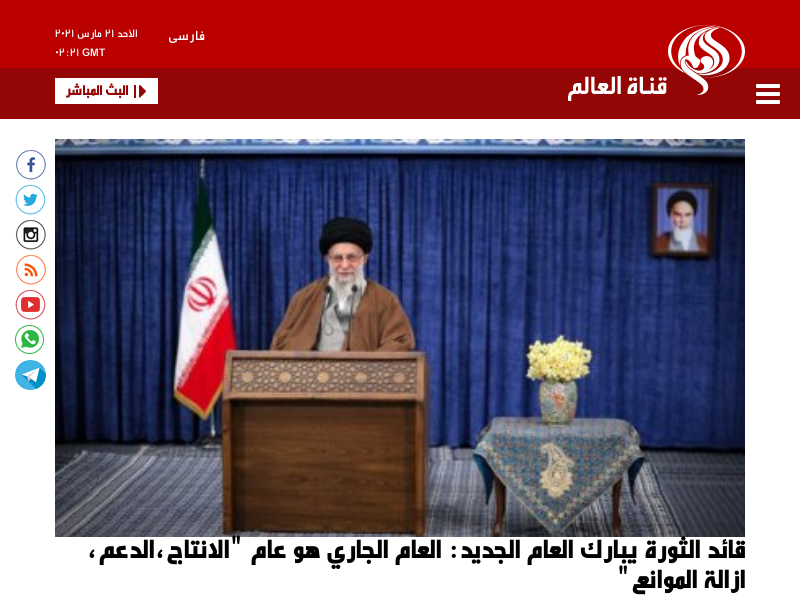 الأحد ٢١ مارس ٢٠٢١
فارسی
٠٢:٢١ GMT
قناة العالم
البث المباشر
قائد الثورة يبارك العام الجديد: العام الجاري هو عام "الانتاج،الدعم،
ازالة الموانع"